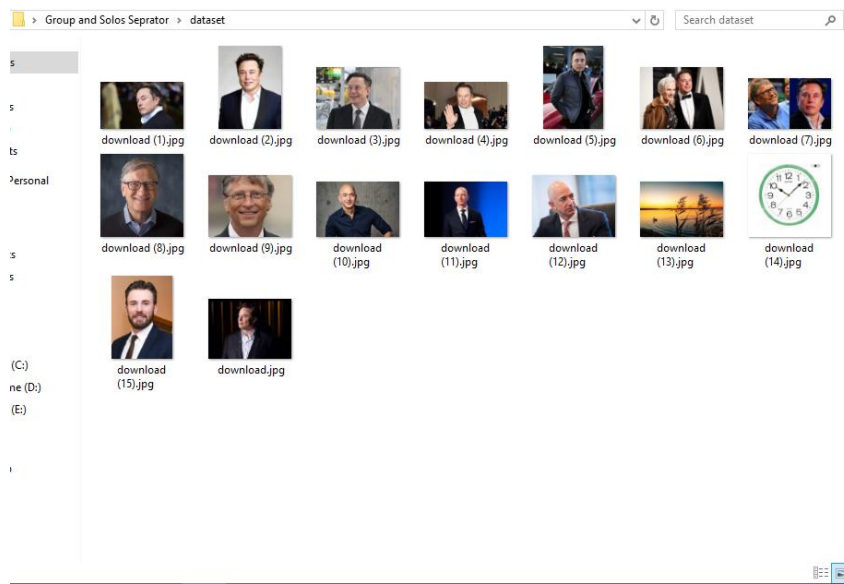 Group and Solos Seprator > dataset
Search dataset
s
s
ts
Personal
ts
s
(C:)
ne (D:)
(E:)
download (1).jpg
download (2).jpg
download (3).jpg
download (4).jpg
download (5).jpg
download (6).jpg
download (7).jpg
download (8).jpg
download (9).jpg
download
(10).jpg
download
(11).jpg
download
(12).jpg
download
(13).jpg
download
(14).jpg
download
(15).jpg
download.jpg